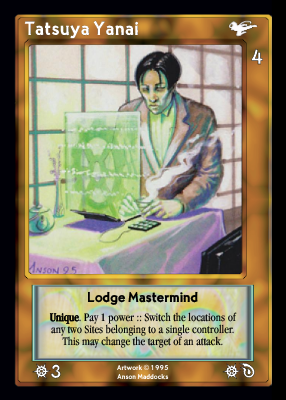 Tatsuya Yanai
4
ANSON 95
Lodge Mastermind
Unique. Pay 1 power :: Switch the locations of
any two Sites belonging to a single controller.
This may change the target of an attack.
3
Artwork © 1995
Anson Maddocks